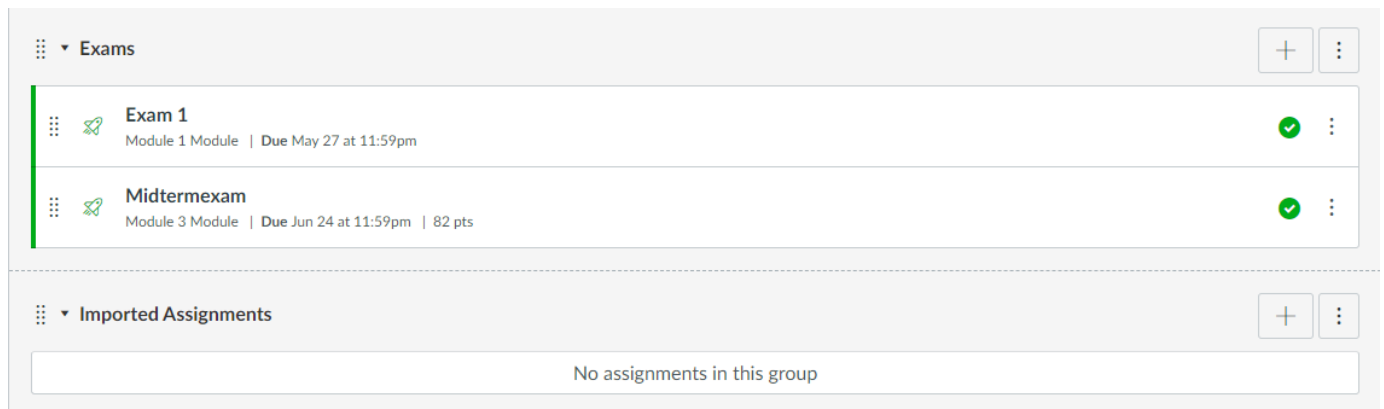 Exams
Exam 1
Module 1 Module | Due May 27 at 11:59pm
Midtermexam
Module 3 Module | Due Jun 24 at 11:59pm | 82 pts
Imported Assignments
No assignments in this group